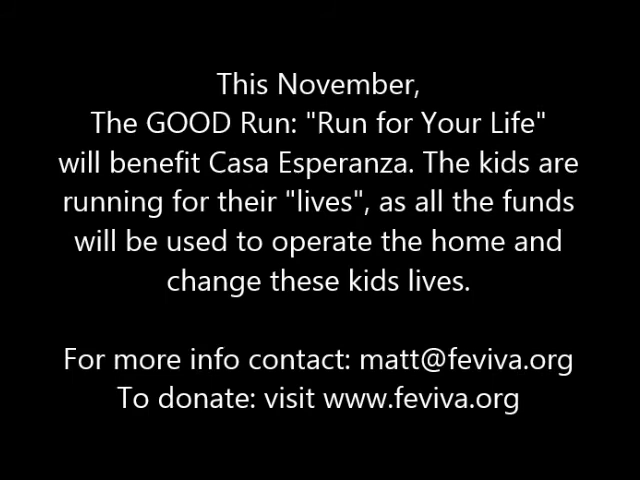 This November,
The GOOD Run: "Run for Your Life"
will benefit Casa Esperanza. The kids are
running for their "lives", as all the funds
will be used to operate the home and
change these kids lives.
For more info contact: matt@feviva.org
To donate: visit www.feviva.org